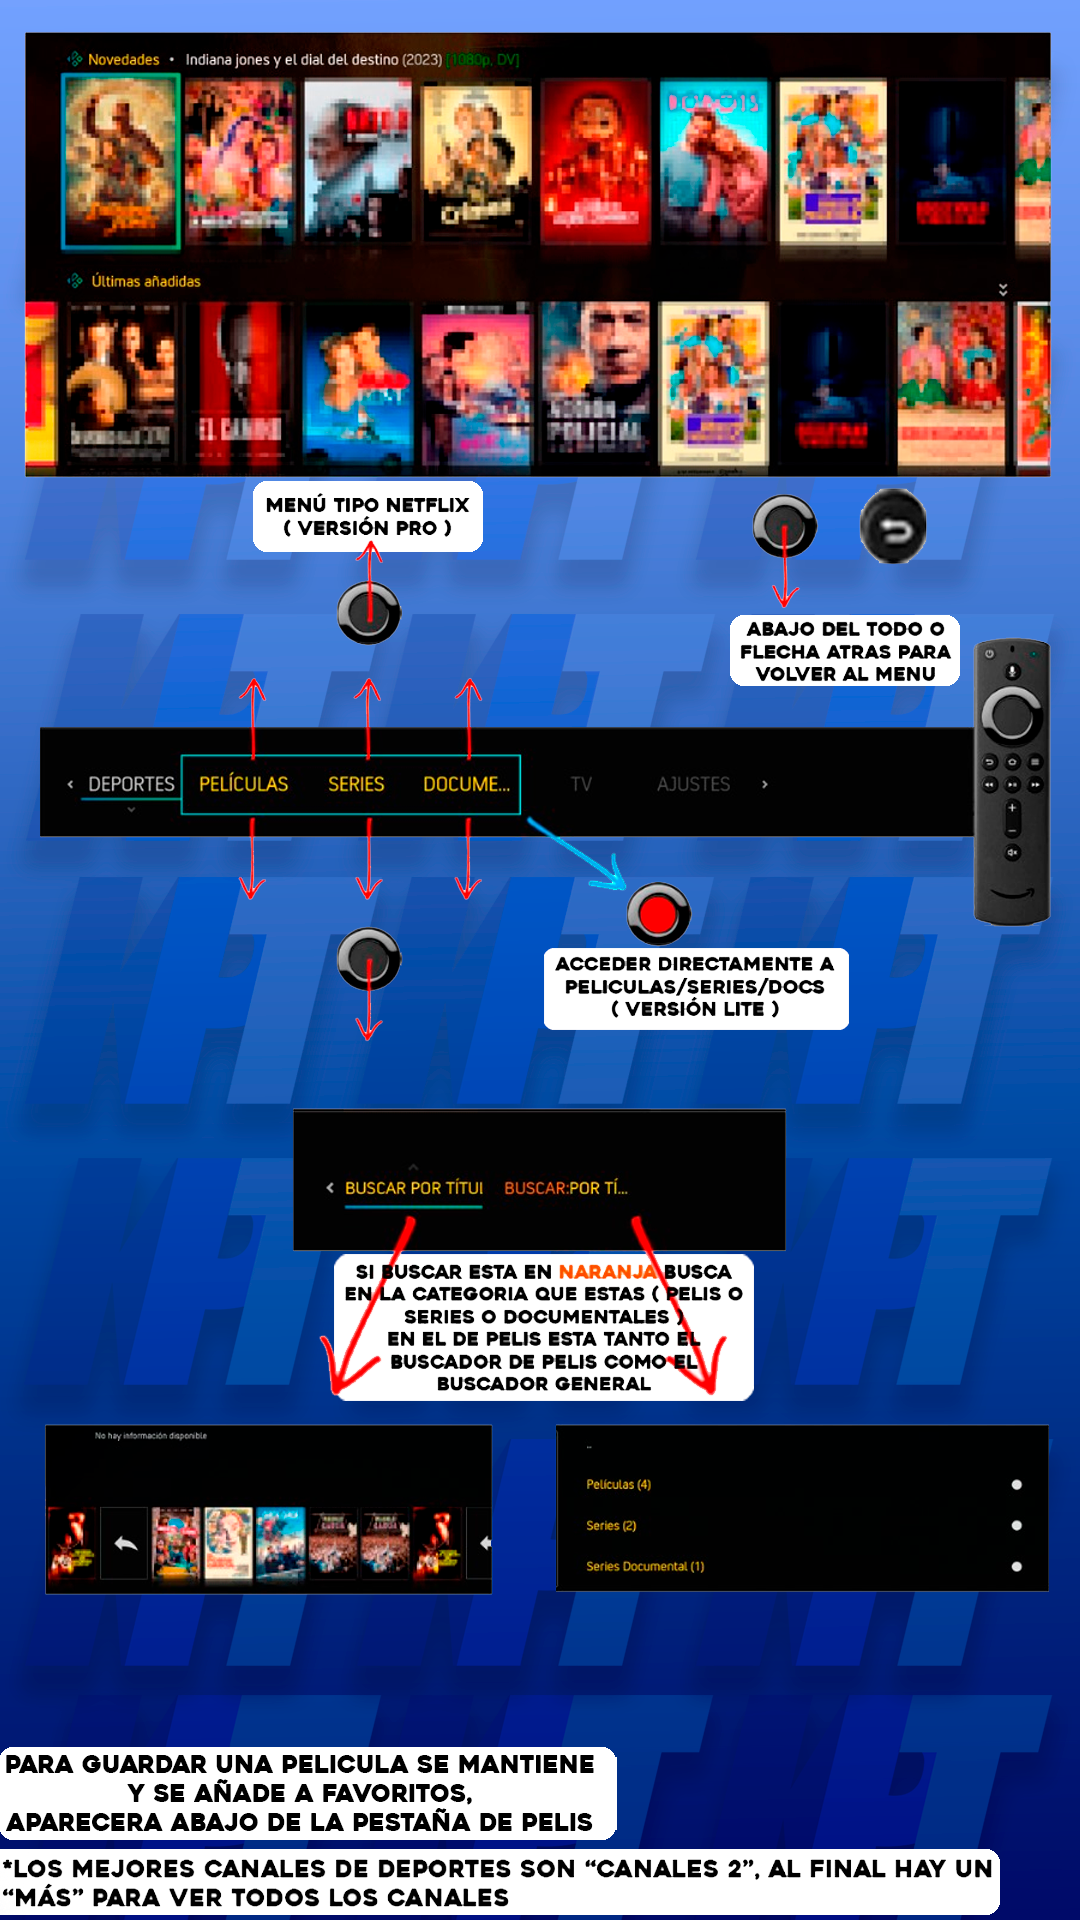 Novedades • Indiana jones y el dial del destino (2023) [1080p, DV]
Últimas añadidas
EL CANINO
POLICIAL
MENÚ TIPO NETFLIX
( VERSIÓN PRO )
ABAJO DEL TODO O
FLECHA ATRAS PARA
VOLVER AL MENU
DEPORTES PELÍCULAS SERIES DOCUME... TV AJUSTES
ACCEDER DIRECTAMENTE A
PELICULAS/SERIES/DOCS
( VERSIÓN LITE )
BUSCAR POR TÍTUL BUSCAR:POR TÍ...
SI BUSCAR ESTA EN NARANJA BUSCA
EN LA CATEGORIA QUE ESTAS ( PELIS O
SERIES O DOCUMENTALES )
EN EL DE PELIS ESTA TANTO EL
BUSCADOR DE PELIS COMO EL
BUSCADOR GENERAL
No hay información disponible
..
Películas (4)
Series (2)
Series Documental (1)
PARA GUARDAR UNA PELICULA SE MANTIENE
Y SE AÑADE A FAVORITOS,
APARECERA ABAJO DE LA PESTAÑA DE PELIS
*LOS MEJORES CANALES DE DEPORTES SON “CANALES 2”, AL FINAL HAY UN
“MÁS” PARA VER TODOS LOS CANALES